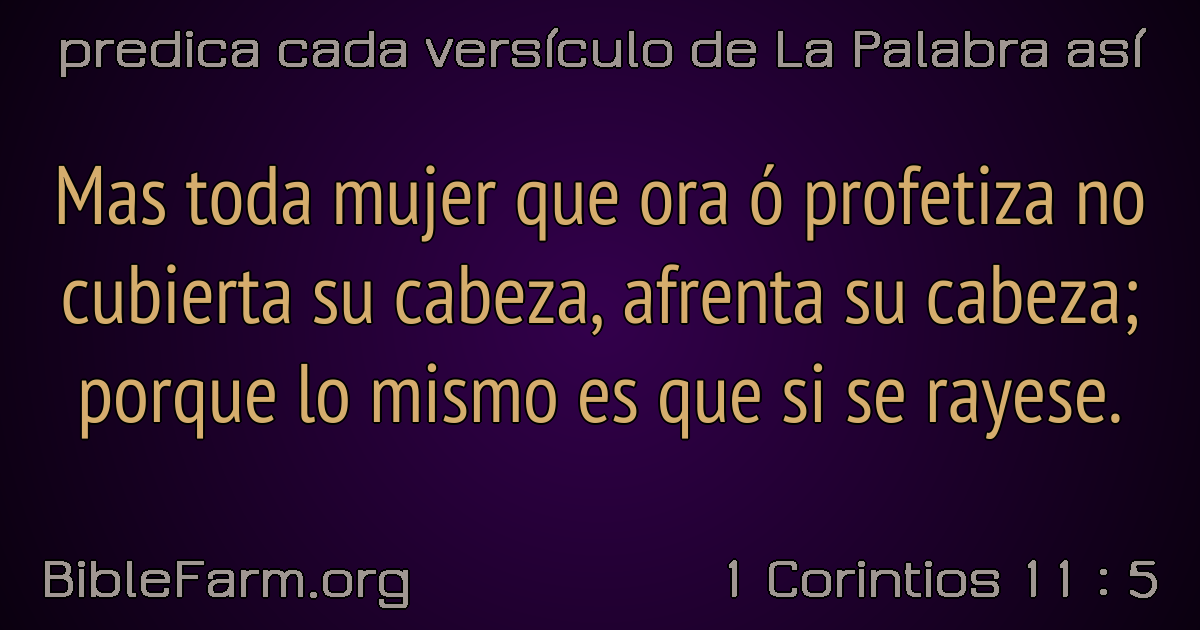 predica cada versículo de La Palabra así
Mas toda mujer que ora ó profetiza no
cubierta su cabeza, afrenta su cabeza;
porque lo mismo es que si se rayese.
BibleFarm.org
1 Corintios 11 : 5